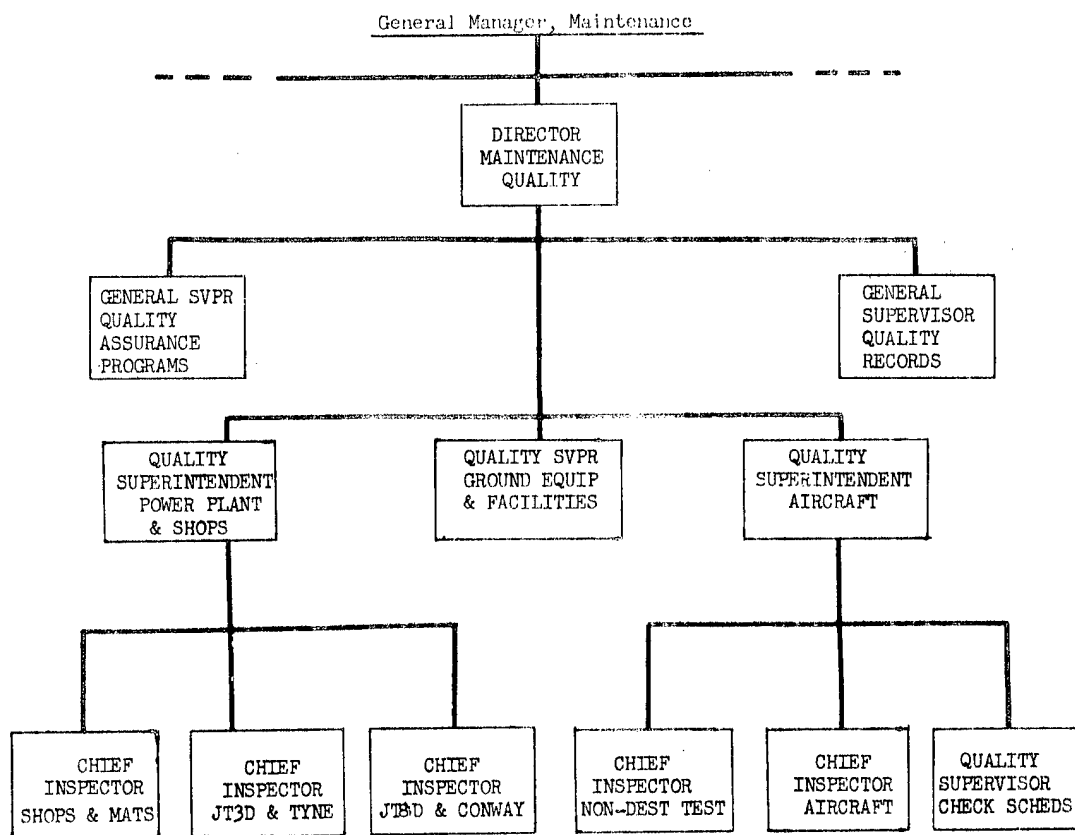 General Manager, Maintenance
DIRECTOR
MAINTENANCE
QUALITY
GENERAL SVPR
QUALITY
ASSURANCE
PROGRAMS
GENERAL
SUPERVISOR
QUALITY
RECORDS
QUALITY
SUPERINTENDENT
POWER PLANT
& SHOPS
QUALITY SVPR
GROUND EQUIP
& FACILITIES
QUALITY
SUPERINTENDENT
AIRCRAFT
CHIEF
INSPECTOR
SHOPS & MATS
CHIEF
INSPECTOR
JT3D & TYNE
CHIEF
INSPECTOR
JT8D & CONWAY
CHIEF
INSPECTOR
NON-DEST TEST
CHIEF
INSPECTOR
AIRCRAFT
QUALITY
SUPERVISOR
CHECK SCHEDS